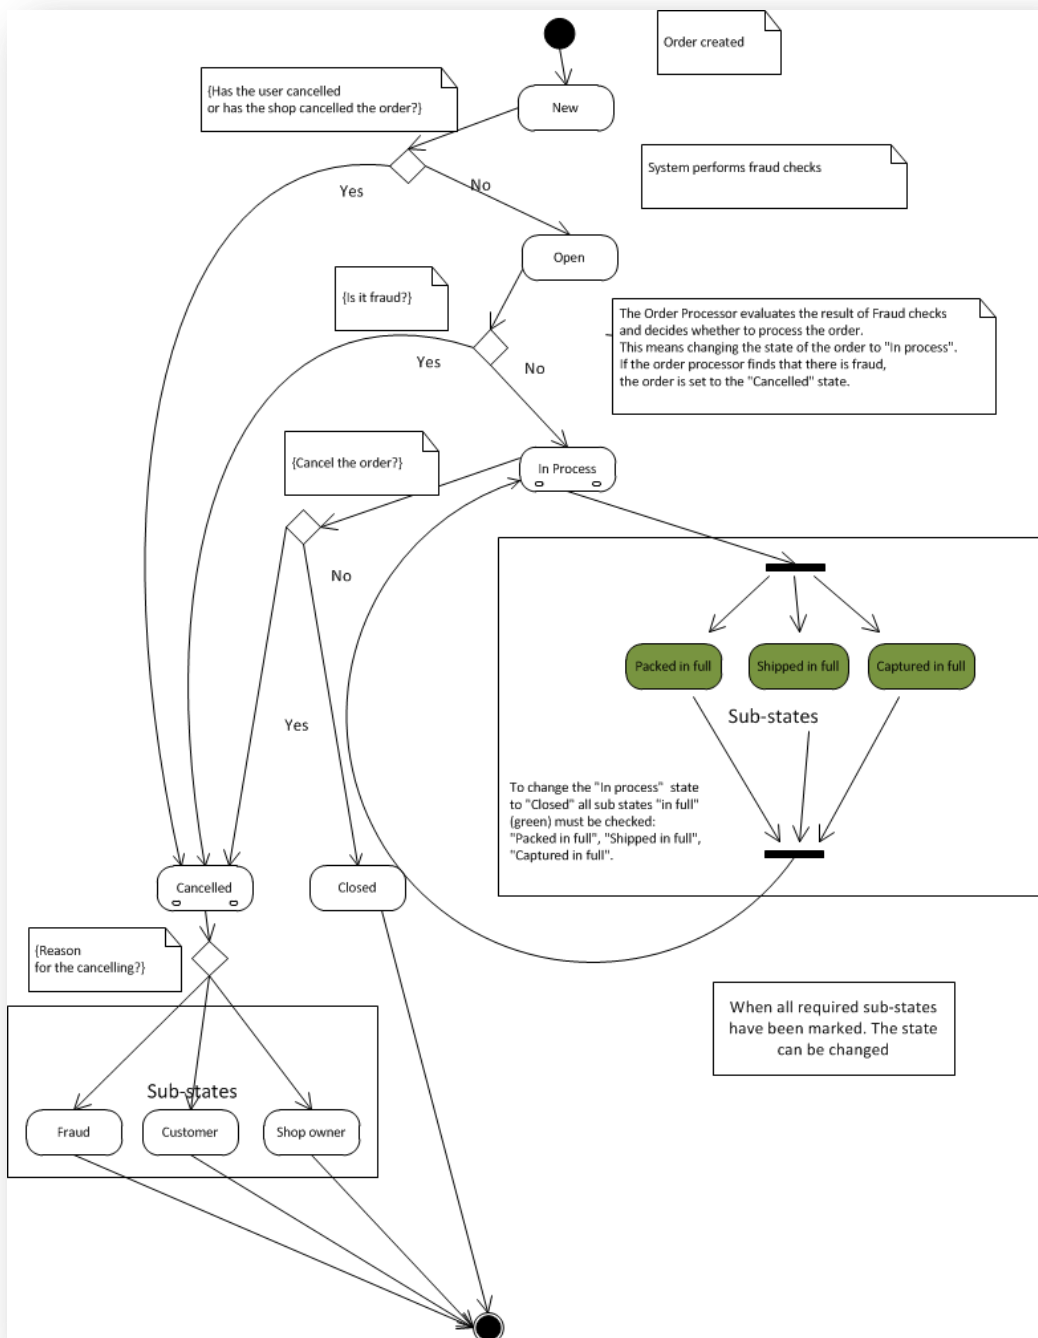 Order created
{Has the user cancelled
or has the shop cancelled the order?}
New
System performs fraud checks
Yes
No
Open
{Is it fraud?}
The Order Processor evaluates the result of Fraud checks
and decides whether to process the order.
This means changing the state of the order to "In process".
If the order processor finds that there is fraud,
the order is set to the "Cancelled" state.
Yes
No
{Cancel the order?}
In Process
No
Packed in full
Shipped in full
Captured in full
Sub-states
Yes
To change the "In process" state
to "Closed" all sub states "in full"
(green) must be checked:
"Packed in full", "Shipped in full",
"Captured in full".
Cancelled
Closed
{Reason
for the cancelling?}
When all required sub-states
have been marked. The state
can be changed
Sub-states
Fraud
Customer
Shop owner